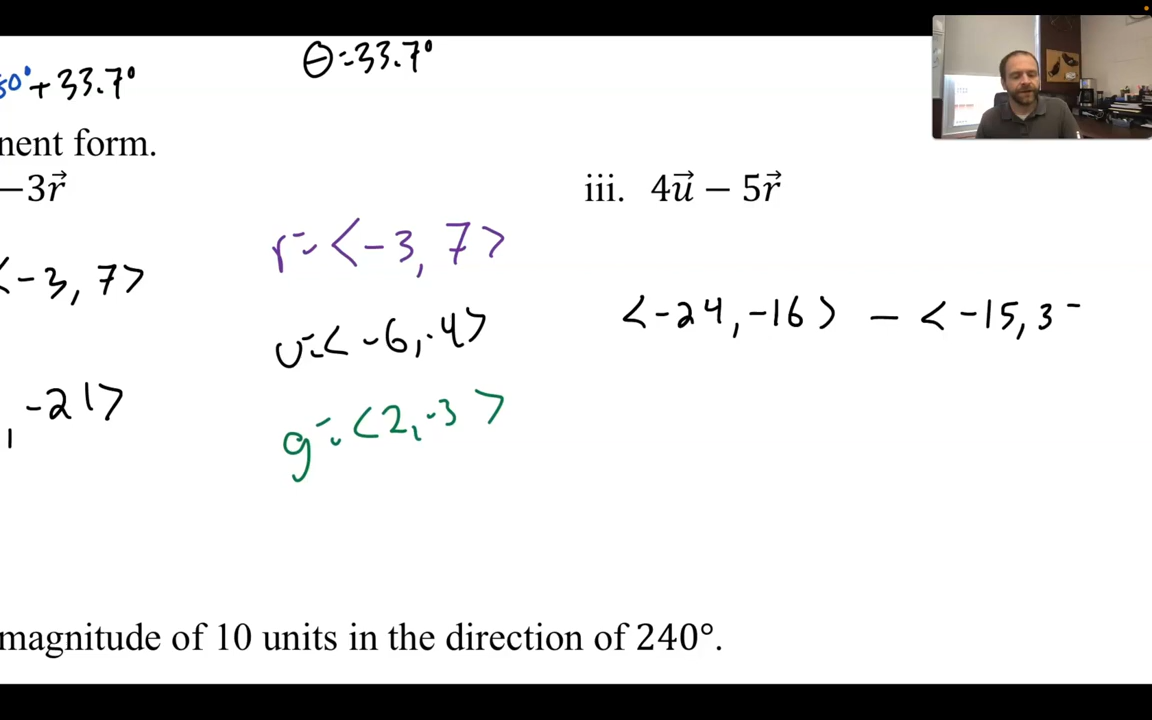 θ=33.7°
60°+33.7°
nent form.
−3r⃗
iii. 4u⃗ − 5r⃗
r=<-3, 7>
<-3, 7>
<-24, -16> - <-15, 3
u=<-6, -4>
, -21>
g=<2, -3>
magnitude of 10 units in the direction of 240°.